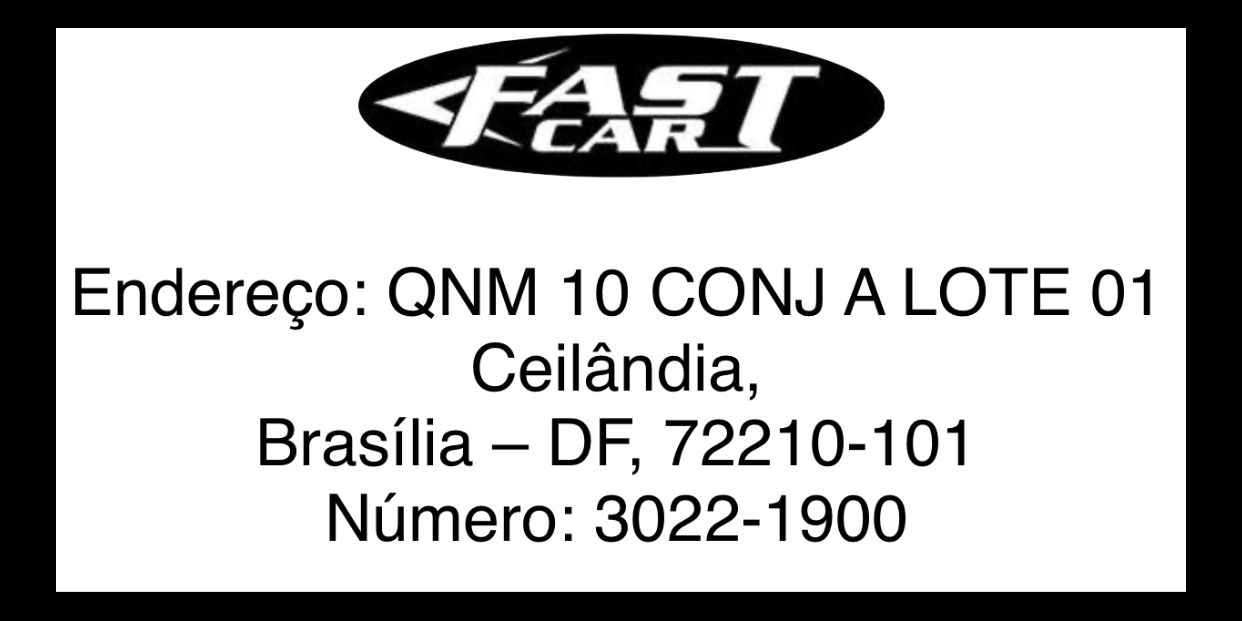 FAST
CAR
Endereço: QNM 10 CONJ A LOTE 01
Ceilândia,
Brasília – DF, 72210-101
Número: 3022-1900